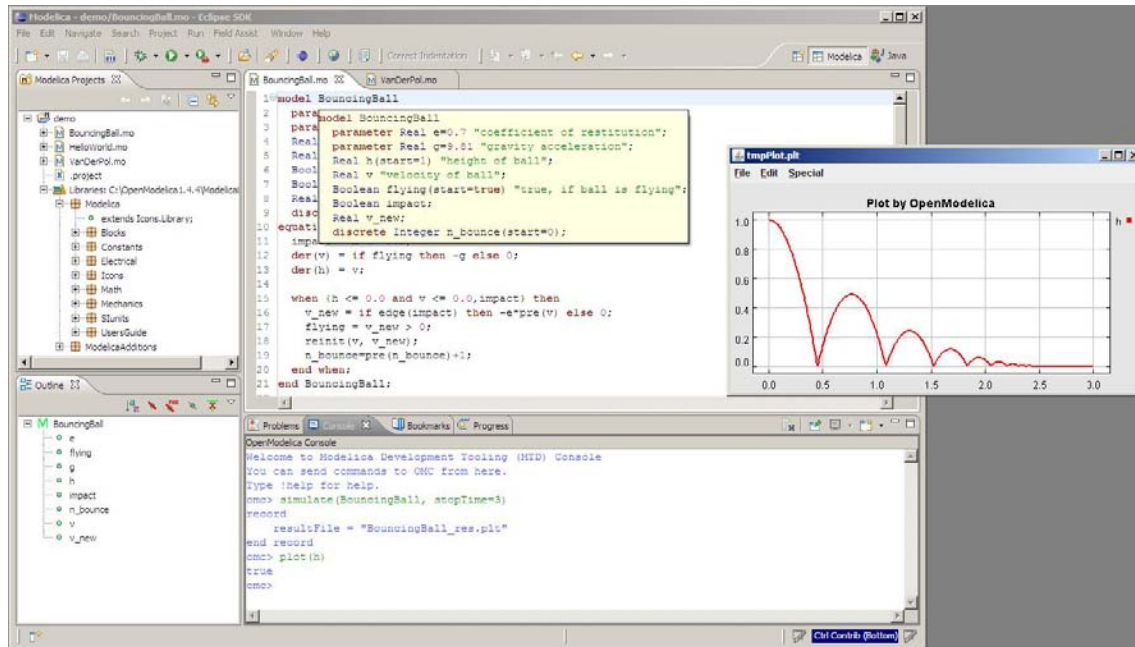 Modelica - demo/BouncingBall.mo - Eclipse SDK
File Edit Navigate Search Project Run Field Assist Window Help
Correct Indentation
Modelica
Java
Modelica Projects
demo
BouncingBall.mo
HelloWorld.mo
VanDerPol.mo
.project
Libraries: C:\OpenModelica1.4.4\Modelical
Modelica
extends Icons.Library;
Blocks
Constants
Electrical
Icons
Math
Mechanics
SIunits
UsersGuide
ModelicaAdditions
BouncingBall.mo
VanDerPol.mo
1 model BouncingBall
2 para
3 para
4 Real
5 Real
6 Bool
7 Bool
8 Real
9 disc
10 equati
11 impa
12 der(v) = if flying then -g else 0;
13 der(h) = v;
14
15 when {h <= 0.0 and v <= 0.0,impact} then
16 v_new = if edge(impact) then -e*pre(v) else 0;
17 flying = v_new > 0;
18 reinit(v, v_new);
19 n_bounce=pre(n_bounce)+1;
20 end when;
21 end BouncingBall;
model BouncingBall
parameter Real e=0.7 "coefficient of restitution";
parameter Real g=9.81 "gravity acceleration";
Real h(start=1) "height of ball";
Real v "velocity of ball";
Boolean flying(start=true) "true, if ball is flying";
Boolean impact;
Real v_new;
discrete Integer n_bounce(start=0);
tmpPlot.plt
File Edit Special
Plot by OpenModelica
h
1.0
0.8
0.6
0.4
0.2
0.0
0.0 0.5 1.0 1.5 2.0 2.5 3.0
Outline
BouncingBall
e
flying
g
h
impact
n_bounce
v
v_new
Problems Console Bookmarks Progress
OpenModelica Console
Welcome to Modelica Development Tooling (MDT) Console
You can send commands to OMC from here.
Type !help for help.
omc> simulate(BouncingBall, stopTime=3)
record
resultFile = "BouncingBall_res.plt"
end record
omc> plot(h)
true
omc>
Ctrl Contrib (Bottom)